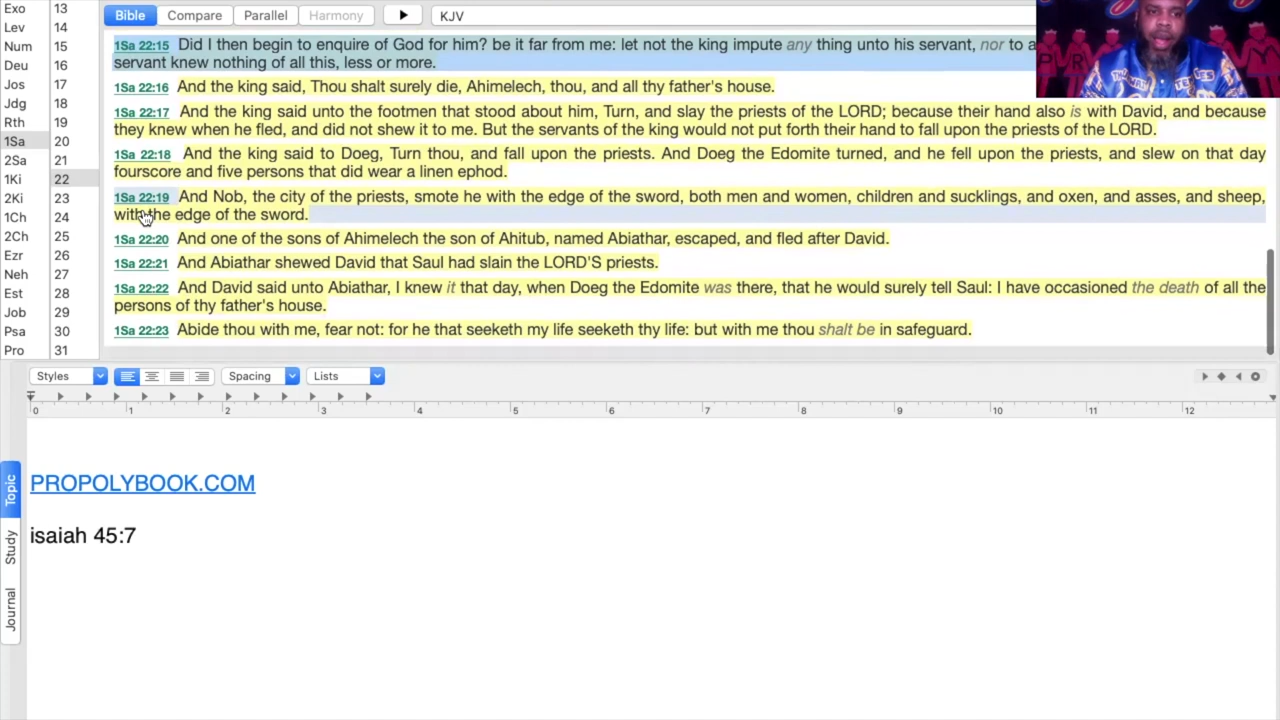 Exo 13
Lev 14
Num 15
Deu 16
Jos 17
Jdg 18
Rth 19
1Sa 20
2Sa 21
1Ki 22
2Ki 23
1Ch 24
2Ch 25
Ezr 26
Neh 27
Est 28
Job 29
Psa 30
Pro 31
Bible Compare Parallel Harmony KJV
1Sa 22:15 Did I then begin to enquire of God for him? be it far from me: let not the king impute any thing unto his servant, nor to a
servant knew nothing of all this, less or more.
1Sa 22:16 And the king said, Thou shalt surely die, Ahimelech, thou, and all thy father's house.
1Sa 22:17 And the king said unto the footmen that stood about him, Turn, and slay the priests of the LORD; because their hand also is with David, and because
they knew when he fled, and did not shew it to me. But the servants of the king would not put forth their hand to fall upon the priests of the LORD.
1Sa 22:18 And the king said to Doeg, Turn thou, and fall upon the priests. And Doeg the Edomite turned, and he fell upon the priests, and slew on that day
fourscore and five persons that did wear a linen ephod.
1Sa 22:19 And Nob, the city of the priests, smote he with the edge of the sword, both men and women, children and sucklings, and oxen, and asses, and sheep,
with the edge of the sword.
1Sa 22:20 And one of the sons of Ahimelech the son of Ahitub, named Abiathar, escaped, and fled after David.
1Sa 22:21 And Abiathar shewed David that Saul had slain the LORD'S priests.
1Sa 22:22 And David said unto Abiathar, I knew it that day, when Doeg the Edomite was there, that he would surely tell Saul: I have occasioned the death of all the
persons of thy father's house.
1Sa 22:23 Abide thou with me, fear not: for he that seeketh my life seeketh thy life: but with me thou shalt be in safeguard.
Styles Spacing Lists
0 1 2 3 4 5 6 7 8 9 10 11 12
Topic
Study
Journal
PROPOLYBOOK.COM
isaiah 45:7